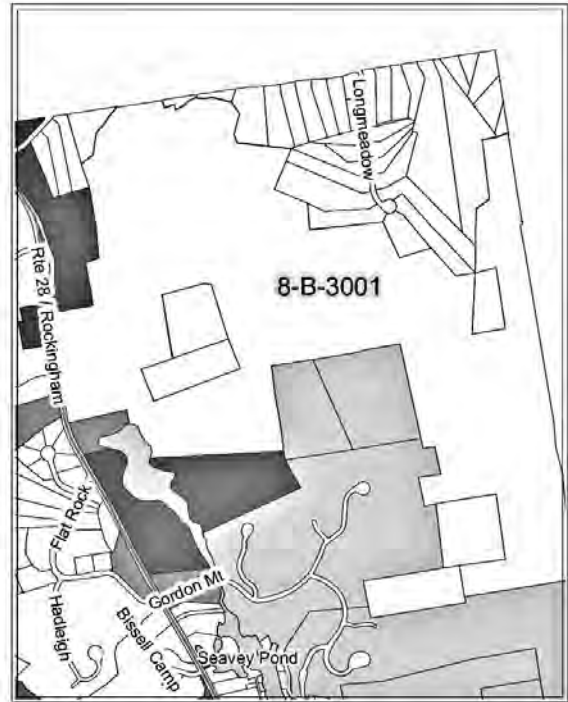 Longmeadow
8-B-3001
Rte 28 / Rockingham
Flat Rock
Gordon Mt
Hadleigh
Bissell Camp
Seavey Pond